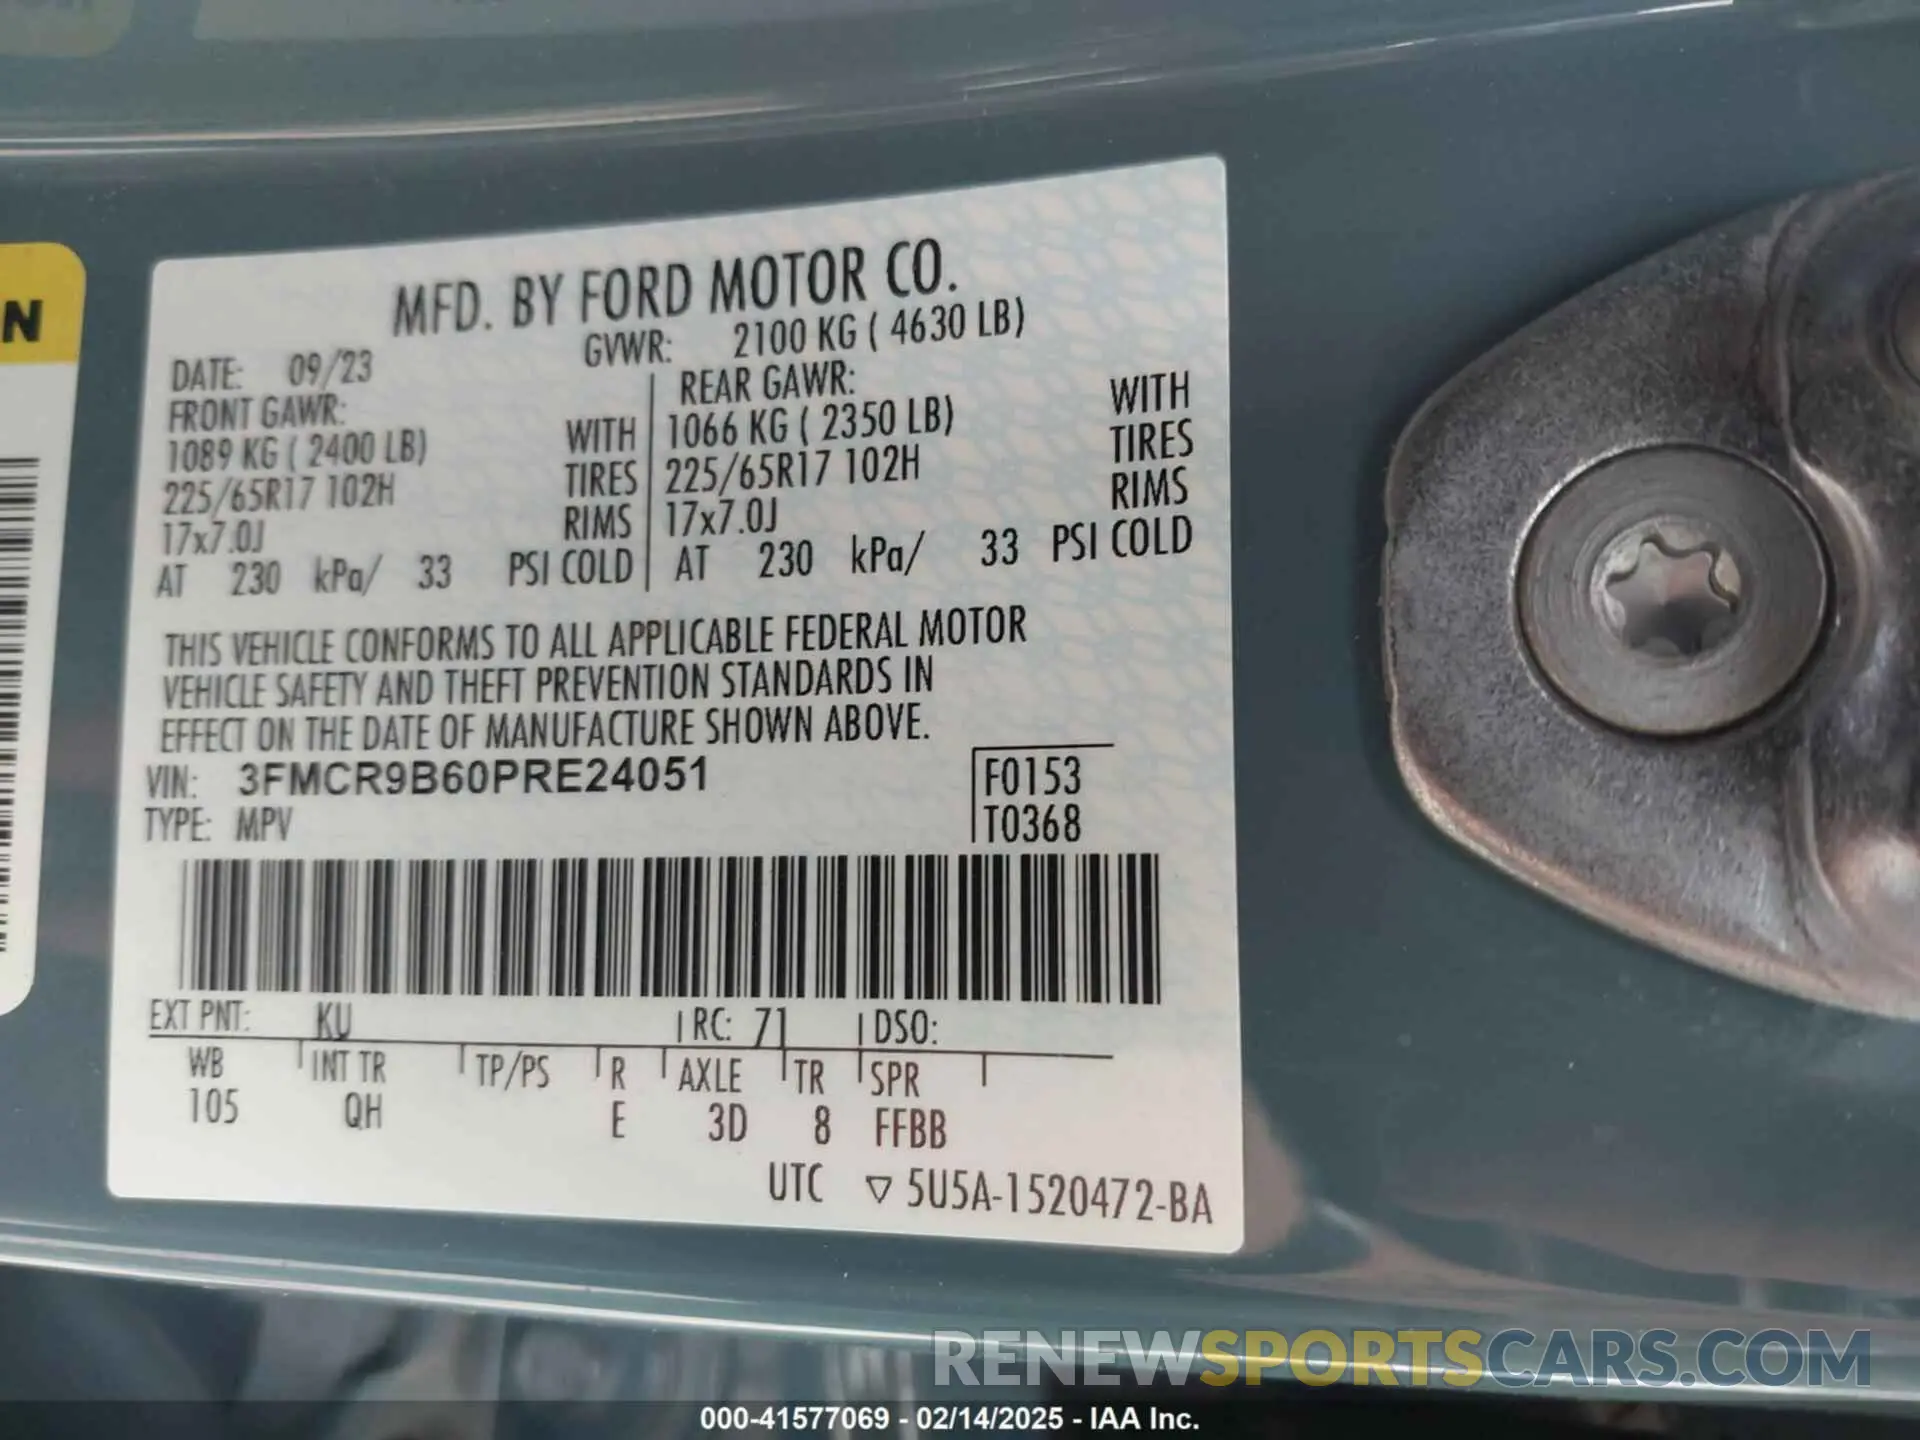 N
MFD. BY FORD MOTOR CO.
DATE: 09/23 GVWR: 2100 KG ( 4630 LB)
FRONT GAWR: REAR GAWR:
1089 KG ( 2400 LB) WITH 1066 KG ( 2350 LB) WITH
225/65R17 102H TIRES 225/65R17 102H TIRES
17x7.0J RIMS 17x7.0J RIMS
AT 230 kPa/ 33 PSI COLD AT 230 kPa/ 33 PSI COLD
THIS VEHICLE CONFORMS TO ALL APPLICABLE FEDERAL MOTOR
VEHICLE SAFETY AND THEFT PREVENTION STANDARDS IN
EFFECT ON THE DATE OF MANUFACTURE SHOWN ABOVE.
VIN: 3FMCR9B60PRE24051 F0153
TYPE: MPV T0368
EXT PNT: KU RC: 71 DSO:
WB INT TR TP/PS R AXLE TR SPR
105 QH E 3D 8 FFBB
UTC ▽ 5U5A-1520472-BA
RENEWSPORTSCARS.COM
000-41577069 - 02/14/2025 - IAA Inc.